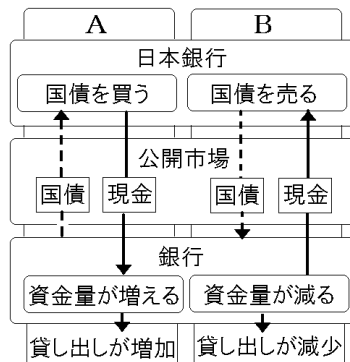 A B
日本銀行
国債を買う 国債を売る
公開市場
国債 現金 国債 現金
銀行
資金量が増える 資金量が減る
貸し出しが増加 貸し出しが減少